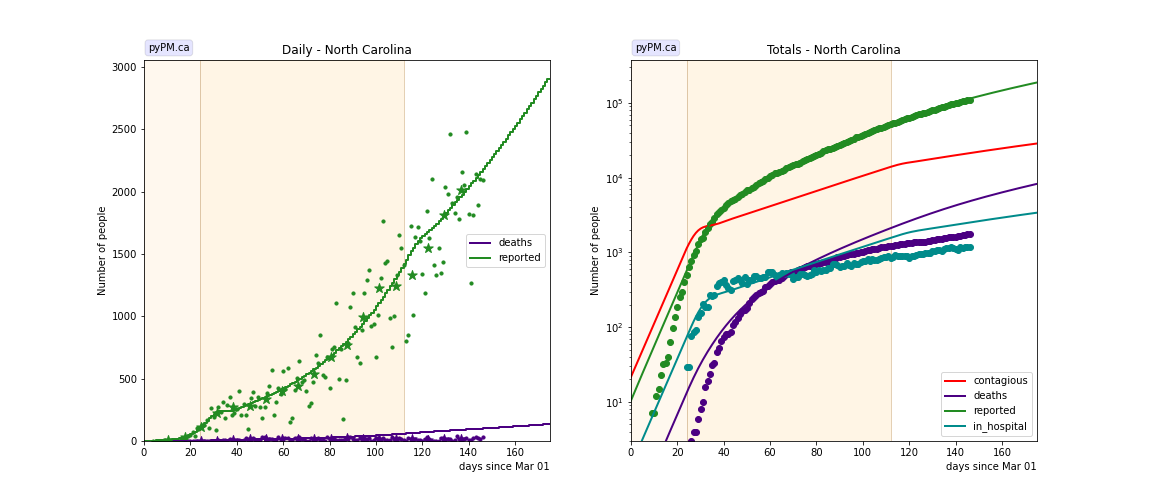 pyPM.ca
Daily - North Carolina
Number of people
3000
2500
2000
1500
1000
500
0
0 20 40 60 80 100 120 140 160
days since Mar 01
deaths
reported
pyPM.ca
Totals - North Carolina
Number of people
10^5
10^4
10^3
10^2
10^1
0 20 40 60 80 100 120 140 160
days since Mar 01
contagious
deaths
reported
in_hospital